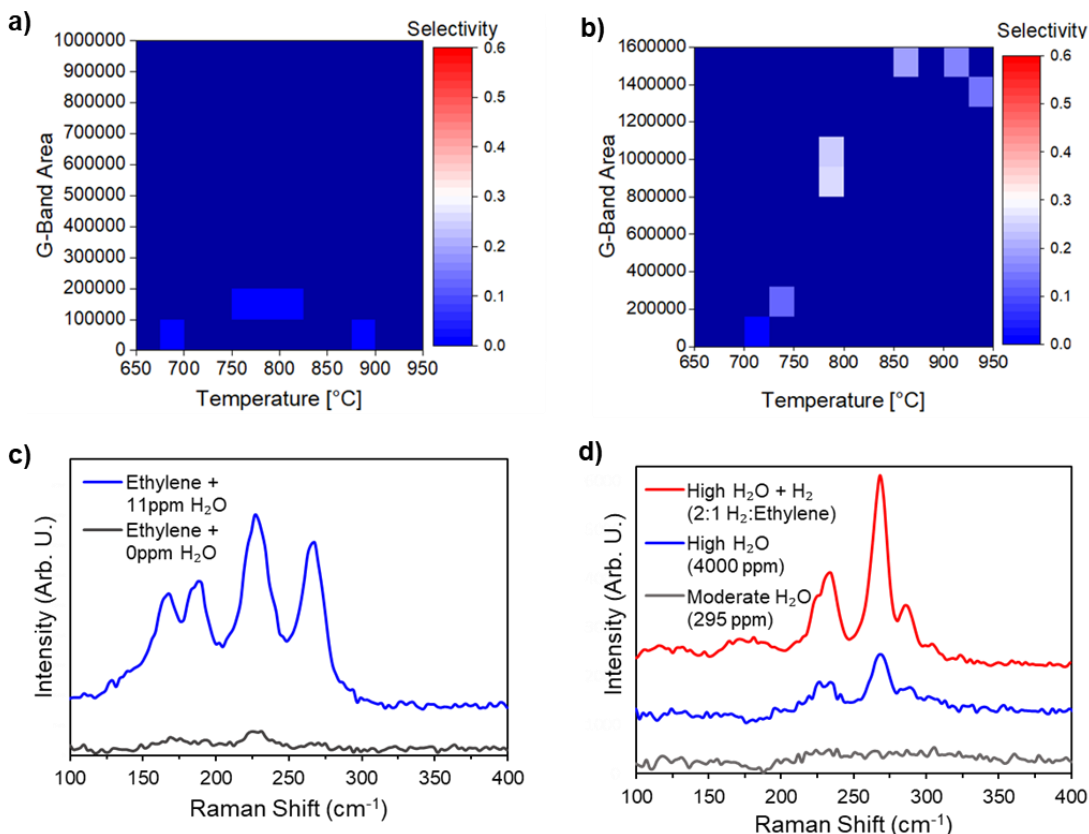 a)
Selectivity
1000000
900000
800000
700000
600000
500000
400000
300000
200000
100000
0
G-Band Area
650 700 750 800 850 900 950
Temperature [°C]
0.6
0.5
0.4
0.3
0.2
0.1
0.0
b)
Selectivity
1600000
1400000
1200000
1000000
800000
600000
400000
200000
0
G-Band Area
650 700 750 800 850 900 950
Temperature [°C]
0.6
0.5
0.4
0.3
0.2
0.1
0.0
c)
Ethylene +
11ppm H₂O
Ethylene +
0ppm H₂O
Intensity (Arb. U.)
100 150 200 250 300 350 400
Raman Shift (cm⁻¹)
d)
High H₂O + H₂
(2:1 H₂:Ethylene)
High H₂O
(4000 ppm)
Moderate H₂O
(295 ppm)
Intensity (Arb. U.)
100 150 200 250 300 350 400
Raman Shift (cm⁻¹)